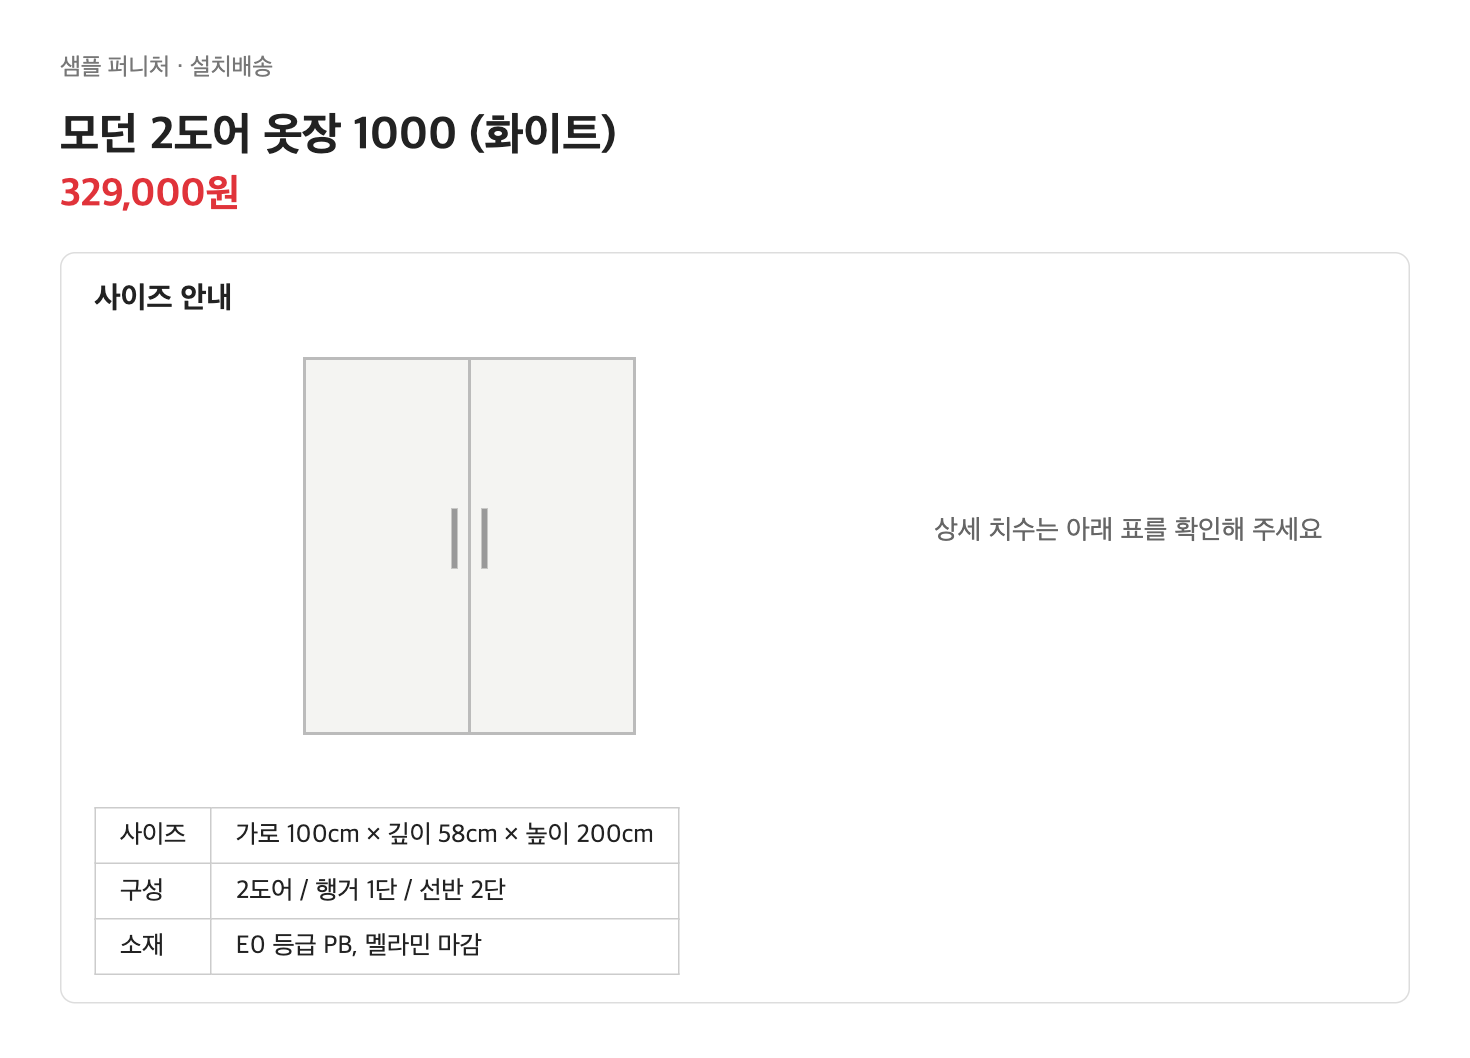 샘플 퍼니처 · 설치배송
모던 2도어 옷장 1000 (화이트)
329,000원
사이즈 안내
상세 치수는 아래 표를 확인해 주세요
사이즈 가로 100cm × 깊이 58cm × 높이 200cm
구성 2도어 / 행거 1단 / 선반 2단
소재 E0 등급 PB, 멜라민 마감